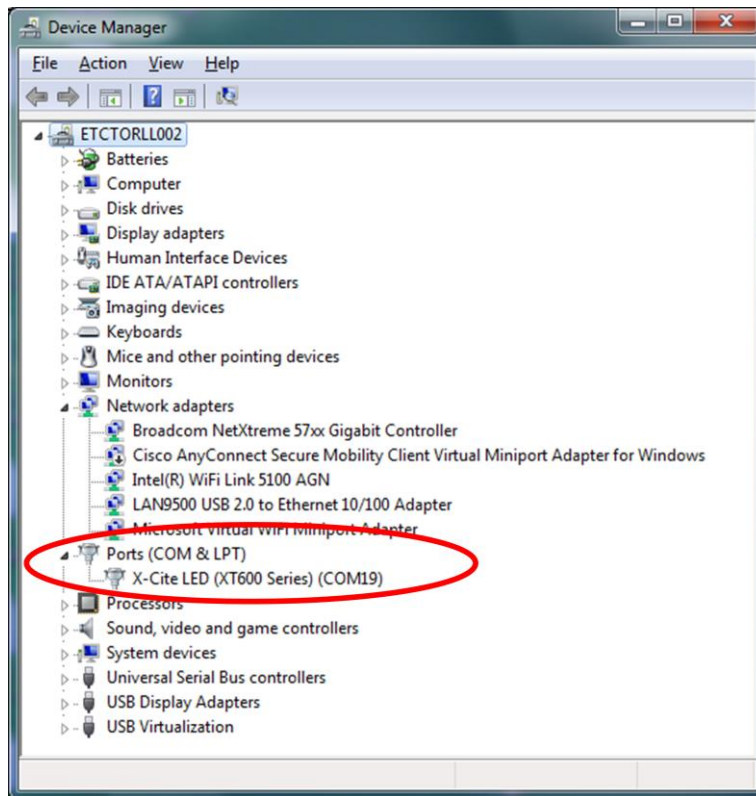 Device Manager
File Action View Help
ETCTORLL002
Batteries
Computer
Disk drives
Display adapters
Human Interface Devices
IDE ATA/ATAPI controllers
Imaging devices
Keyboards
Mice and other pointing devices
Monitors
Network adapters
Broadcom NetXtreme 57xx Gigabit Controller
Cisco AnyConnect Secure Mobility Client Virtual Miniport Adapter for Windows
Intel(R) WiFi Link 5100 AGN
LAN9500 USB 2.0 to Ethernet 10/100 Adapter
Microsoft Virtual WiFi Miniport Adapter
Ports (COM & LPT)
X-Cite LED (XT600 Series) (COM19)
Processors
Sound, video and game controllers
System devices
Universal Serial Bus controllers
USB Display Adapters
USB Virtualization